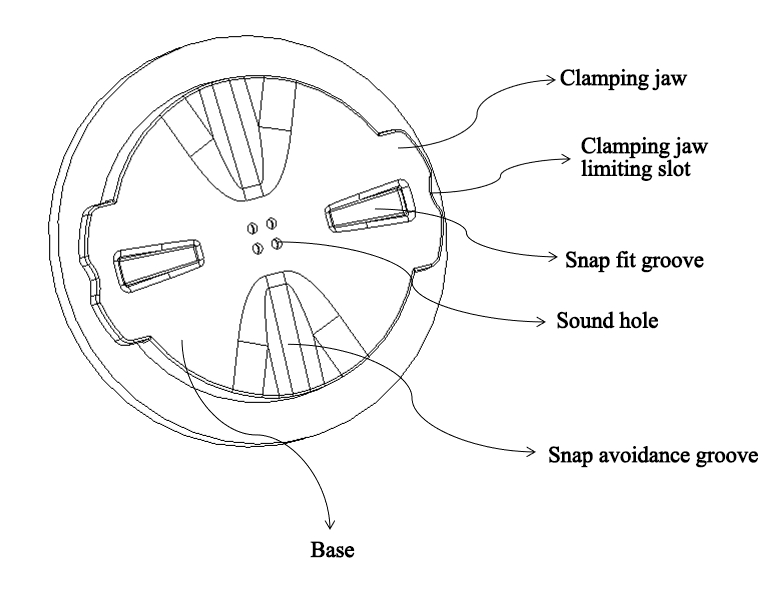 Clamping jaw
Clamping jaw
limiting slot
Snap fit groove
Sound hole
Snap avoidance groove
Base